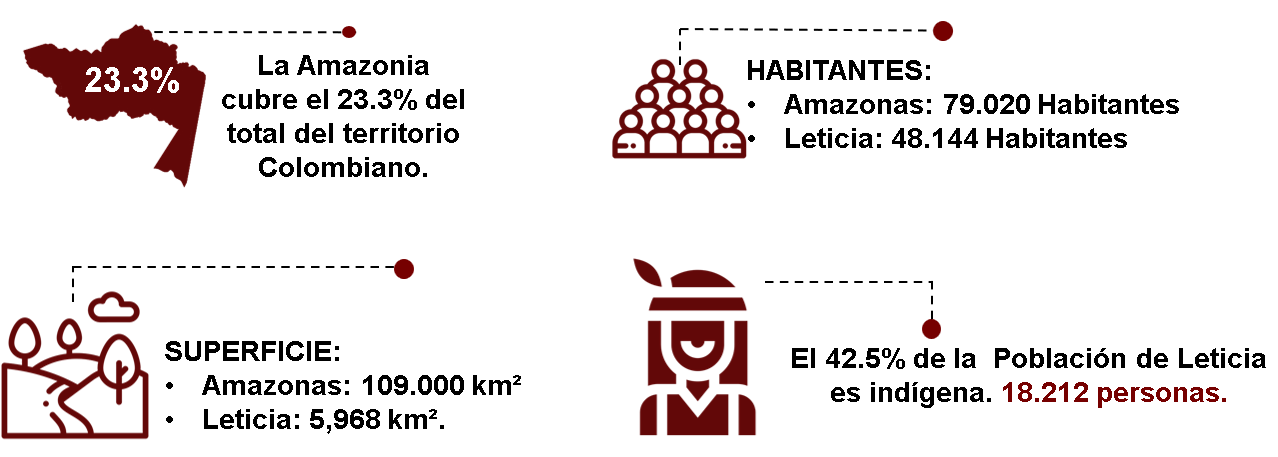 23.3%
La Amazonia
cubre el 23.3% del
total del territorio
Colombiano.
HABITANTES:
• Amazonas: 79.020 Habitantes
• Leticia: 48.144 Habitantes
SUPERFICIE:
• Amazonas: 109.000 km²
• Leticia: 5,968 km².
El 42.5% de la  Población de Leticia
es indígena. 18.212 personas.